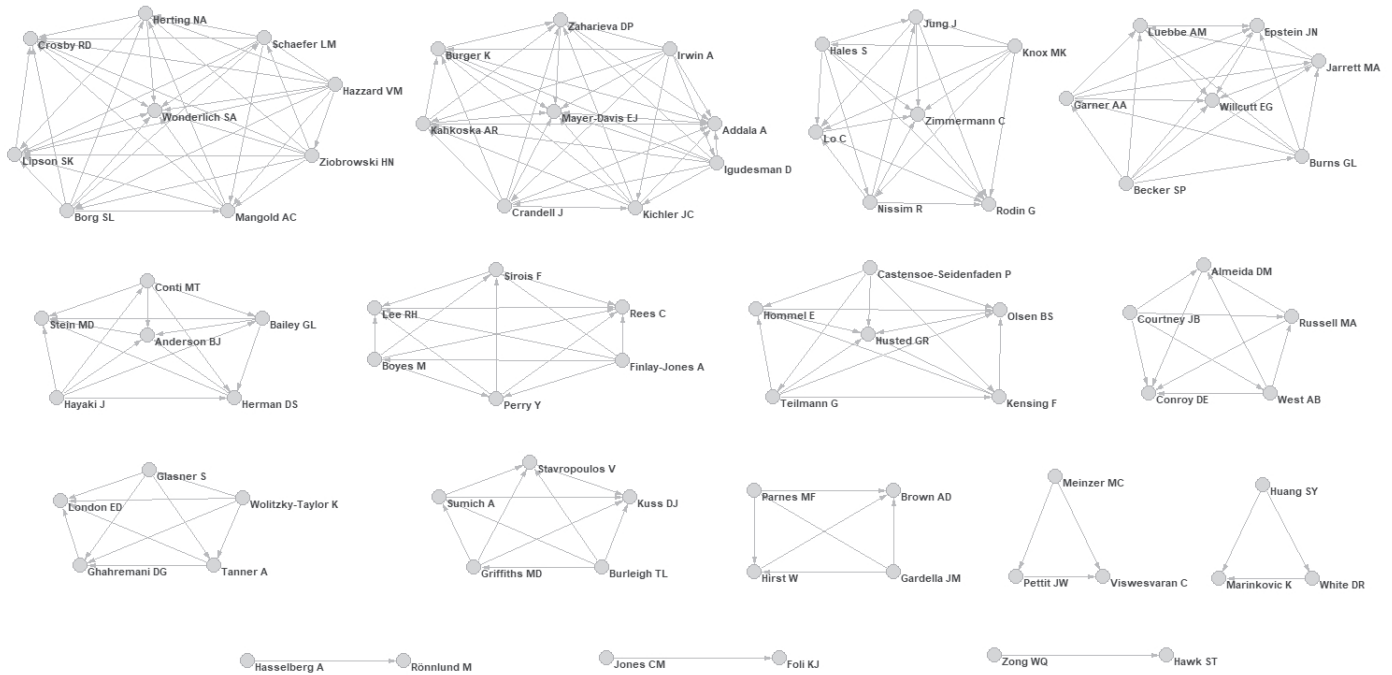 Herting NA
Crosby RD
Schaefer LM
Hazzard VM
Wonderlich SA
Lipson SK
Ziobrowski HN
Borg SL
Mangold AC
Zaharieva DP
Burger K
Irwin A
Mayer-Davis EJ
Kahkoska AR
Addala A
Igudesman D
Crandell J
Kichler JC
Jung J
Hales S
Knox MK
Zimmermann C
Lo C
Nissim R
Rodin G
Luebbe AM
Epstein JN
Jarrett MA
Garner AA
Willcutt EG
Burns GL
Becker SP
Conti MT
Stein MD
Bailey GL
Anderson BJ
Hayaki J
Herman DS
Sirois F
Lee RH
Rees C
Boyes M
Finlay-Jones A
Perry Y
Castensoe-Seidenfaden P
Hommel E
Olsen BS
Husted GR
Teilmann G
Kensing F
Almeida DM
Courtney JB
Russell MA
Conroy DE
West AB
Glasner S
London ED
Wolitzky-Taylor K
Ghahremani DG
Tanner A
Stavropoulos V
Sumich A
Kuss DJ
Griffiths MD
Burleigh TL
Parnes MF
Brown AD
Hirst W
Gardella JM
Meinzer MC
Pettit JW
Viswesvaran C
Huang SY
Marinkovic K
White DR
Hasselberg A
Rönnlund M
Jones CM
Foli KJ
Zong WQ
Hawk ST